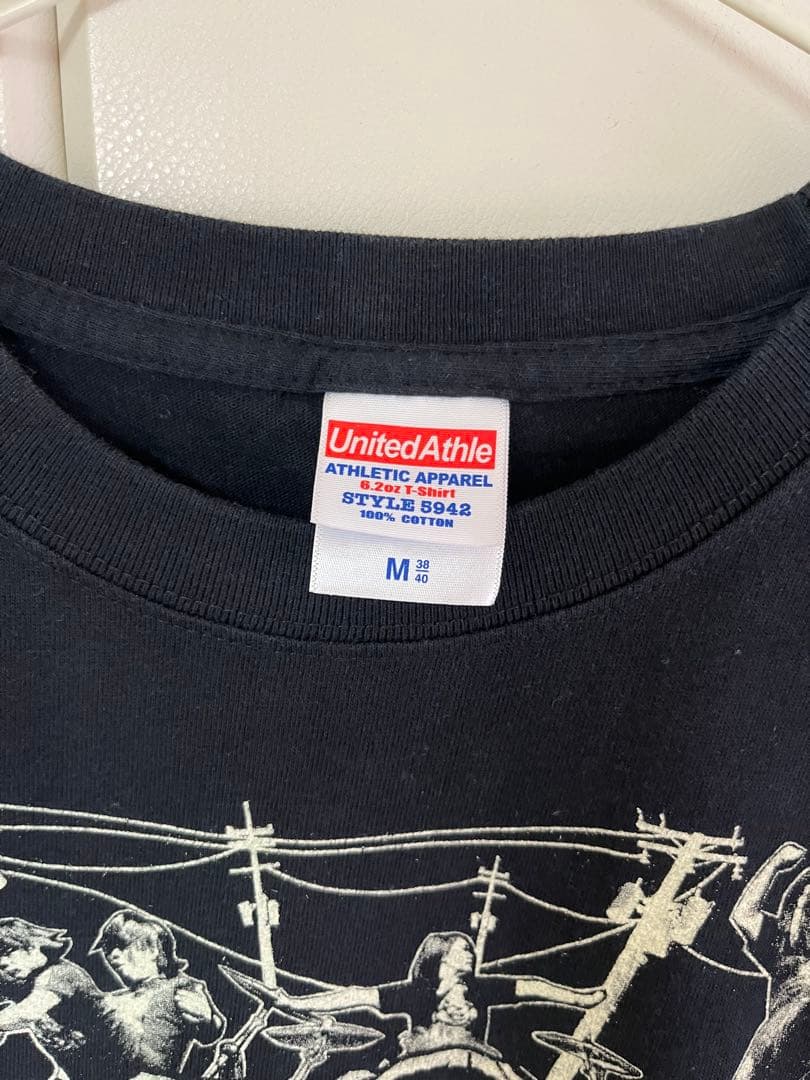 UnitedAthle
ATHLETIC APPAREL
6.2oz T-Shirt
STYLE 5942
100% COTTON
M 38/40